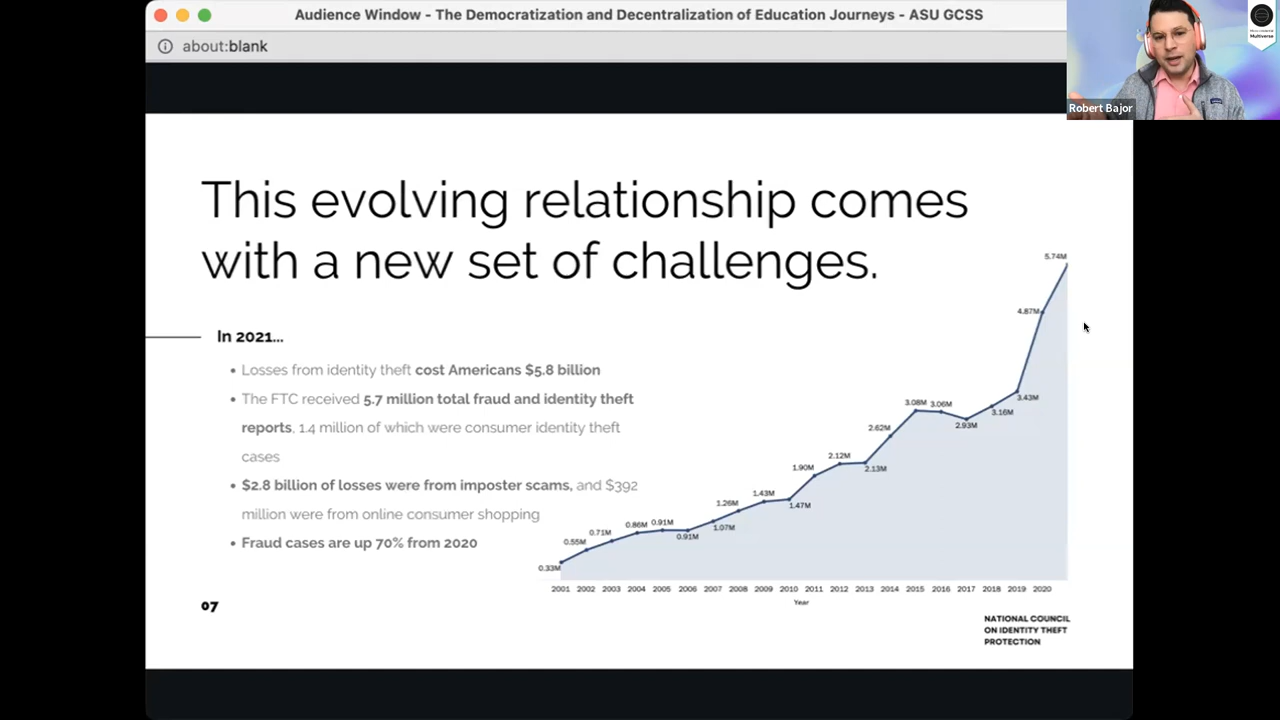 Audience Window - The Democratization and Decentralization of Education Journeys - ASU GCSS
about:blank
Robert Bajor
Multiverse
This evolving relationship comes
with a new set of challenges.
In 2021...
• Losses from identity theft cost Americans $5.8 billion
• The FTC received 5.7 million total fraud and identity theft
reports, 1.4 million of which were consumer identity theft
cases
• $2.8 billion of losses were from imposter scams, and $392
million were from online consumer shopping
• Fraud cases are up 70% from 2020
07
0.33M
0.55M
0.71M
0.86M
0.91M
0.91M
1.07M
1.26M
1.43M
1.47M
1.90M
2.12M
2.13M
2.62M
3.08M
3.06M
2.93M
3.16M
3.43M
4.87M
5.74M
2001 2002 2003 2004 2005 2006 2007 2008 2009 2010 2011 2012 2013 2014 2015 2016 2017 2018 2019 2020
Year
NATIONAL COUNCIL
ON IDENTITY THEFT
PROTECTION